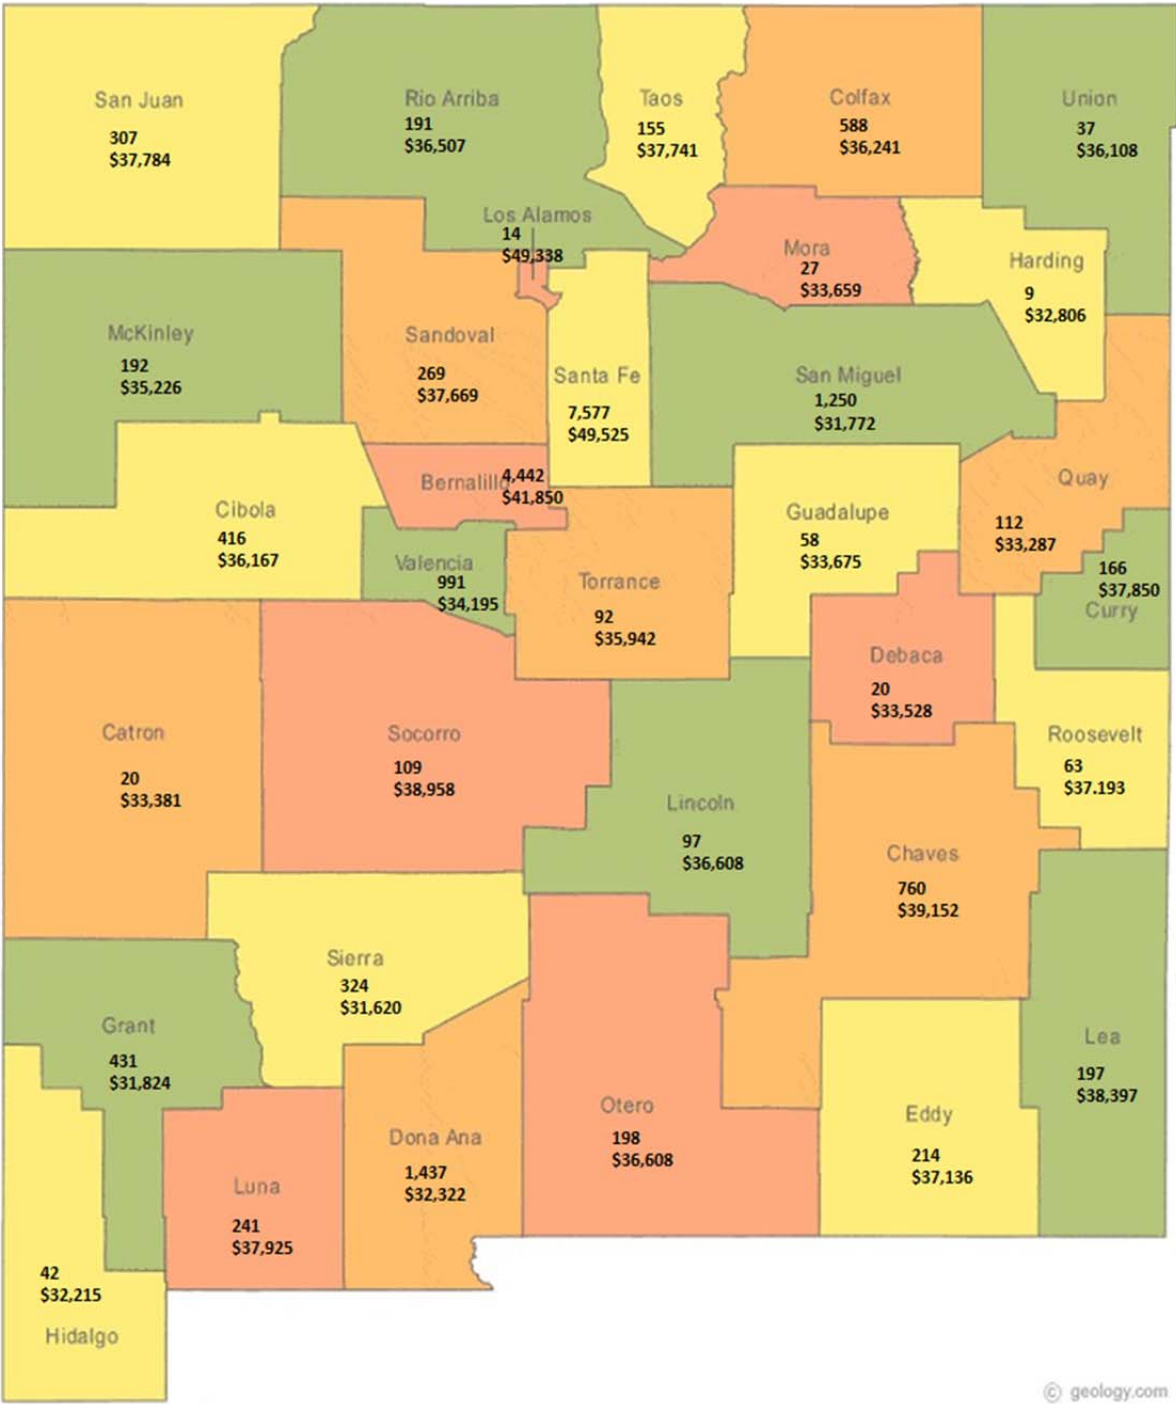 San Juan
307
$37,784
Rio Arriba
191
$36,507
Taos
155
$37,741
Colfax
588
$36,241
Union
37
$36,108
Los Alamos
14
$49,338
Mora
27
$33,659
Harding
9
$32,806
McKinley
192
$35,226
Sandoval
269
$37,669
Santa Fe
7,577
$49,525
San Miguel
1,250
$31,772
Quay
112
$33,287
Bernalillo
4,442
$41,850
Cibola
416
$36,167
Guadalupe
58
$33,675
Valencia
991
$34,195
Torrance
92
$35,942
166
$37,850
Curry
Debaca
20
$33,528
Catron
20
$33,381
Socorro
109
$38,958
Roosevelt
63
$37.193
Lincoln
97
$36,608
Chaves
760
$39,152
Sierra
324
$31,620
Grant
431
$31,824
Lea
197
$38,397
Otero
198
$36,608
Eddy
214
$37,136
Dona Ana
1,437
$32,322
Luna
241
$37,925
42
$32,215
Hidalgo
© geology.com